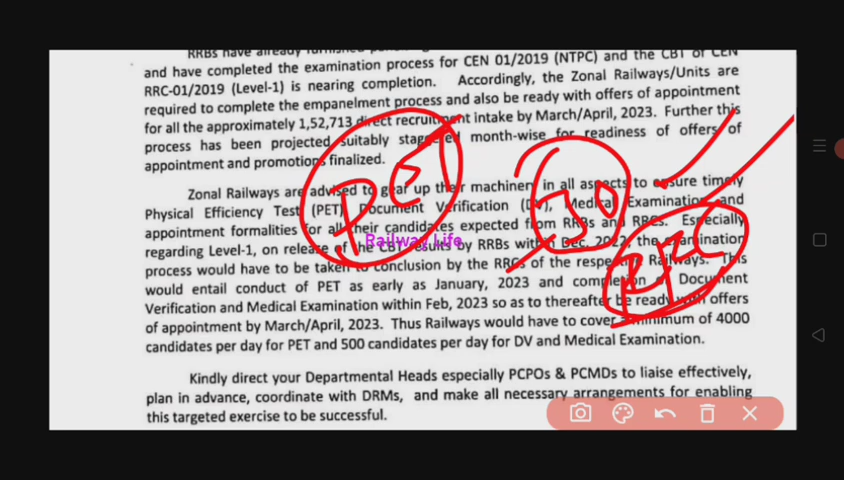 RRBs have already furnished
and have completed the examination process for CEN 01/2019 (NTPC) and the CBT of CEN
RRC-01/2019 (Level-1) is nearing completion. Accordingly, the Zonal Railways/Units are
required to complete the empanelment process and also be ready with offers of appointment
for all the approximately 1,52,713 direct recruitment intake by March/April, 2023. Further this
process has been projected suitably staggered month-wise for readiness of offers of
appointment and promotions finalized.
Zonal Railways are advised to gear up their machinery in all aspects to ensure timely
Physical Efficiency Test (PET), Document Verification (DV), Medical Examination and
appointment formalities for all their candidates expected from RRBs and RRCs. Especially
regarding Level-1, on release of the CBT results by RRBs within Dec, 2022, the examination
process would have to be taken to conclusion by the RRCs of the respective Railways. This
would entail conduct of PET as early as January, 2023 and completion of Document
Verification and Medical Examination within Feb, 2023 so as to thereafter be ready with offers
of appointment by March/April, 2023. Thus Railways would have to cover a minimum of 4000
candidates per day for PET and 500 candidates per day for DV and Medical Examination.
Kindly direct your Departmental Heads especially PCPOs & PCMDs to liaise effectively,
plan in advance, coordinate with DRMs, and make all necessary arrangements for enabling
this targeted exercise to be successful.
PET
Railway Life